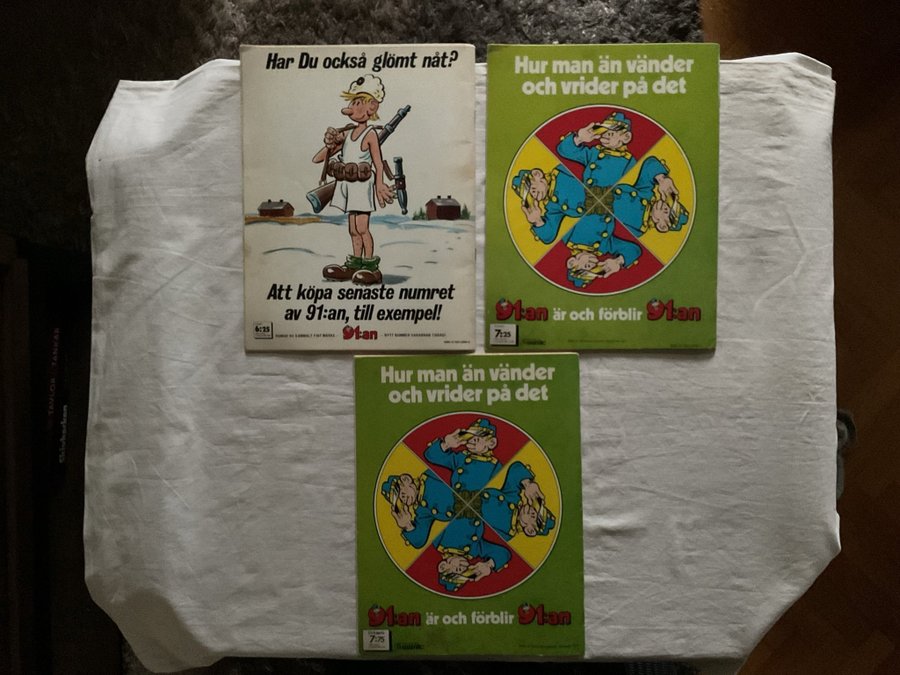 Har Du också glömt nåt?
Att köpa senaste numret
av 91:an, till exempel!
6:25
91:an
Hur man än vänder
och vrider på det
91:an är och förblir 91:an
7:25
Hur man än vänder
och vrider på det
91:an är och förblir 91:an
7:75